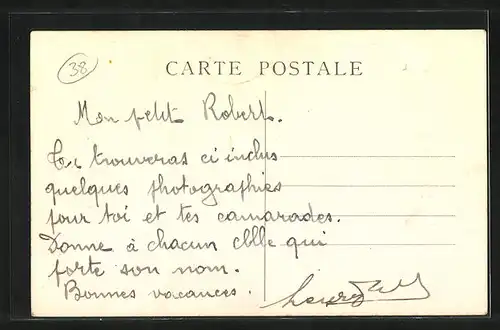 38
CARTE POSTALE
Mon petit Robert.
Tu trouveras ci inclus
quelques photographies
pour toi et tes camarades.
Donne à chacun cblle qui
porte son nom.
Bonnes vacances.